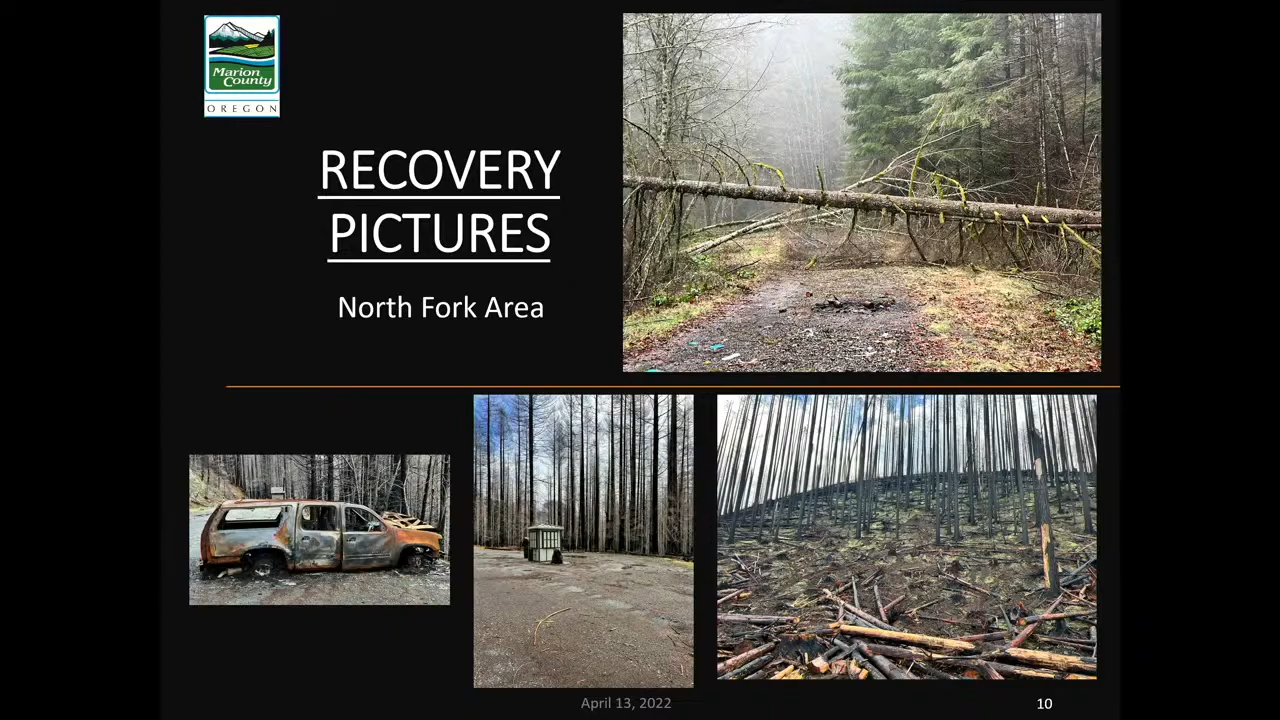 Marion
County
OREGON
RECOVERY
PICTURES
North Fork Area
April 13, 2022
10